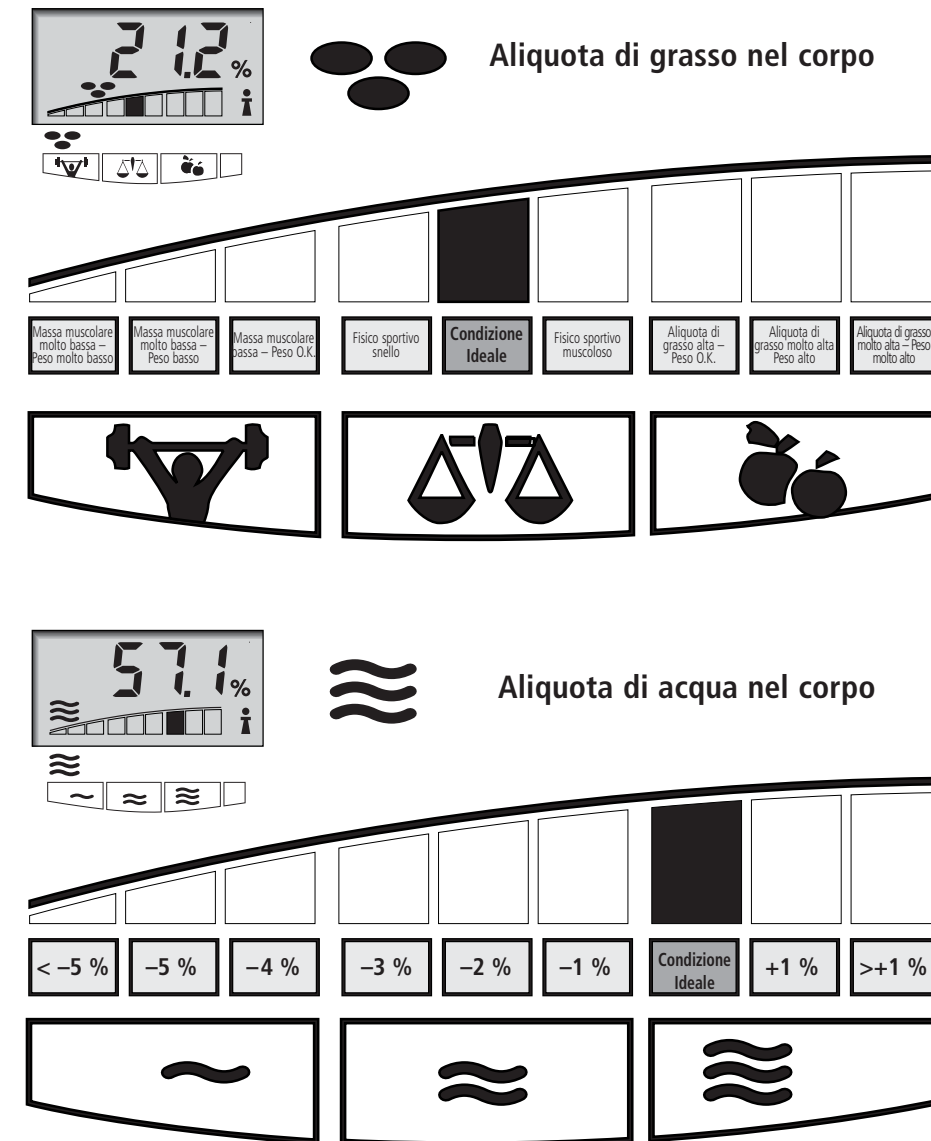 21.2 %
Aliquota di grasso nel corpo
Massa muscolare
molto bassa –
Peso molto basso
Massa muscolare
molto bassa –
Peso basso
Massa muscolare
bassa – Peso O.K.
Fisico sportivo
snello
Condizione
Ideale
Fisico sportivo
muscoloso
Aliquota di
grasso alta –
Peso O.K.
Aliquota di
grasso molto alta
Peso alto
Aliquota di grasso
molto alta – Peso
molto alto
57.1 %
Aliquota di acqua nel corpo
< –5 %
–5 %
–4 %
–3 %
–2 %
–1 %
Condizione
Ideale
+1 %
>+1 %